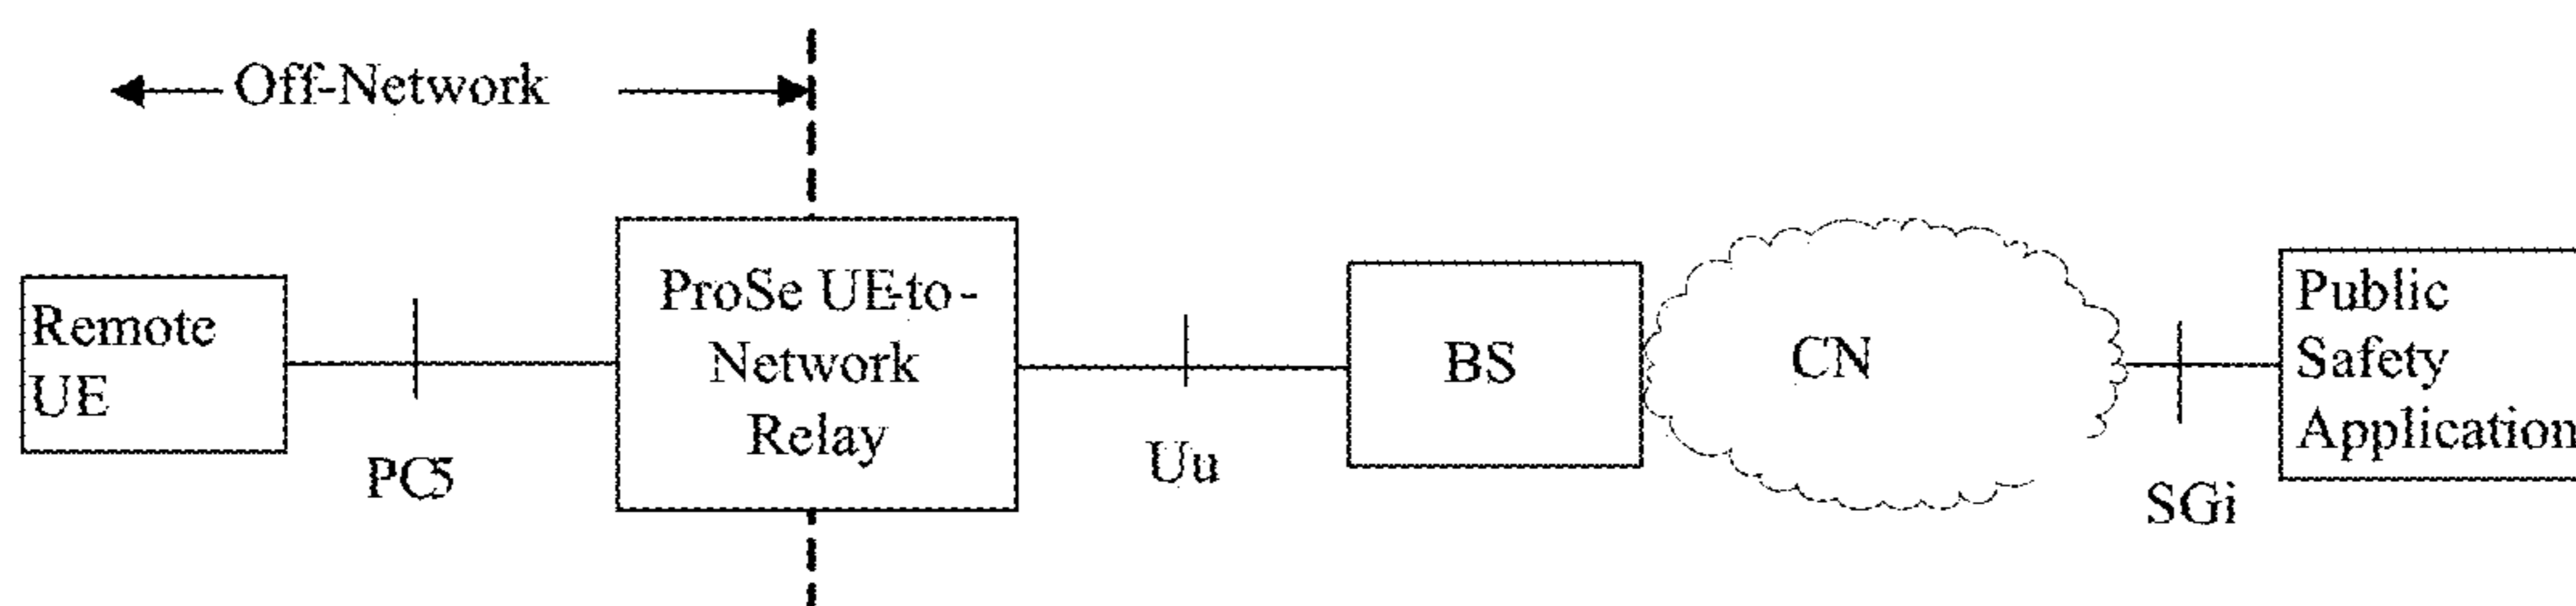 Off-Network
Remote
UE
PC5
ProSe UE-to-
Network
Relay
Uu
BS
CN
SGi
Public
Safety
Application